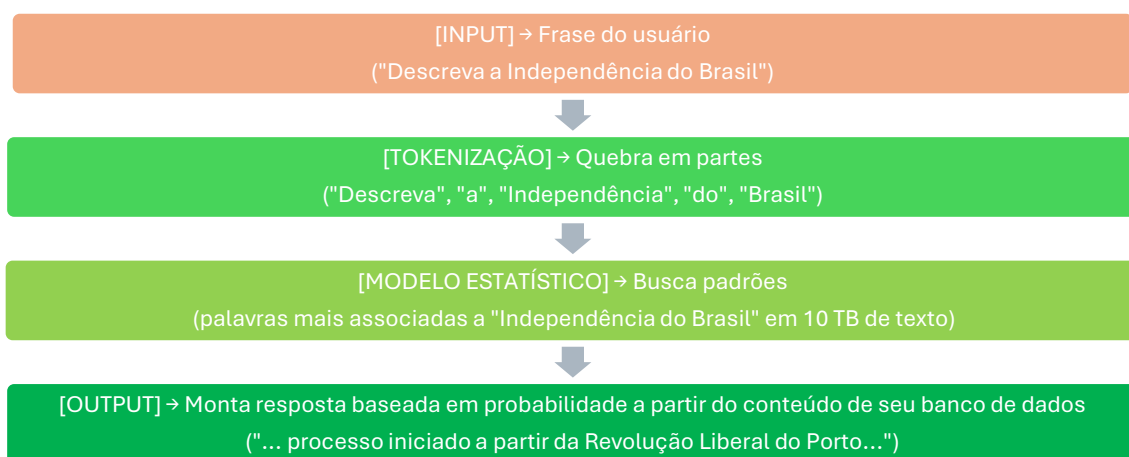 [INPUT] → Frase do usuário
("Descreva a Independência do Brasil")
[TOKENIZAÇÃO] → Quebra em partes
("Descreva", "a", "Independência", "do", "Brasil")
[MODELO ESTATÍSTICO] → Busca padrões
(palavras mais associadas a "Independência do Brasil" em 10 TB de texto)
[OUTPUT] → Monta resposta baseada em probabilidade a partir do conteúdo de seu banco de dados
("... processo iniciado a partir da Revolução Liberal do Porto...")